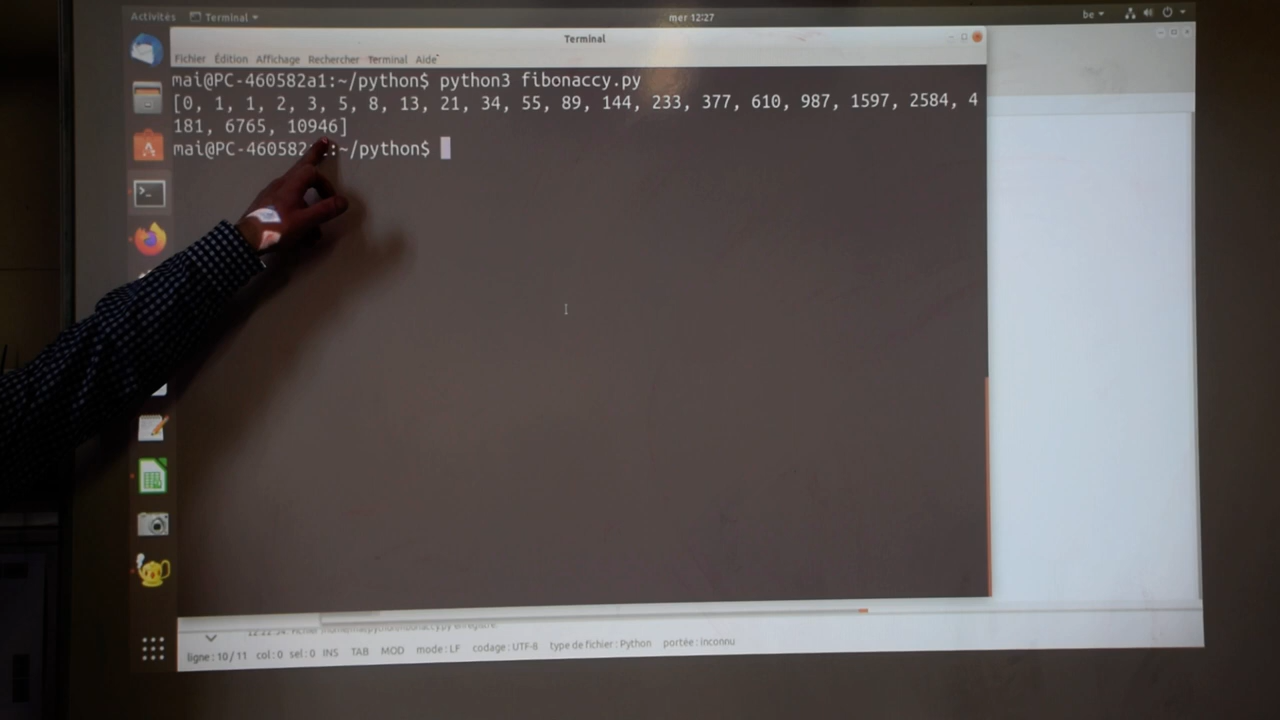 Activités Terminal mer 12:27 be
Terminal
Fichier Édition Affichage Rechercher Terminal Aide
mai@PC-460582a1:~/python$ python3 fibonaccy.py
[0, 1, 1, 2, 3, 5, 8, 13, 21, 34, 55, 89, 144, 233, 377, 610, 987, 1597, 2584, 4
181, 6765, 10946]
mai@PC-460582a1:~/python$
ligne : 10 / 11 col : 0 sel : 0 INS TAB MOD mode : LF codage : UTF-8 type de fichier : Python portée : inconnu